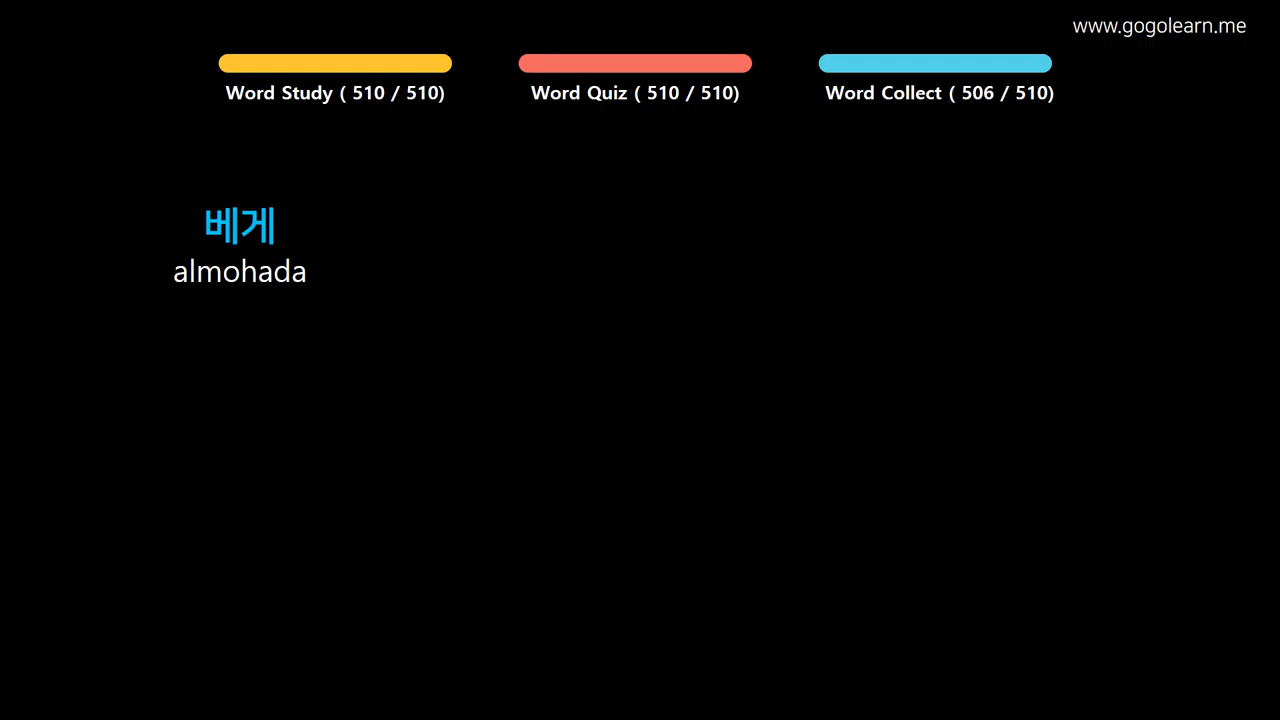 www.gogolearn.me
Word Study ( 510 / 510)
Word Quiz ( 510 / 510)
Word Collect ( 506 / 510)
베게
almohada